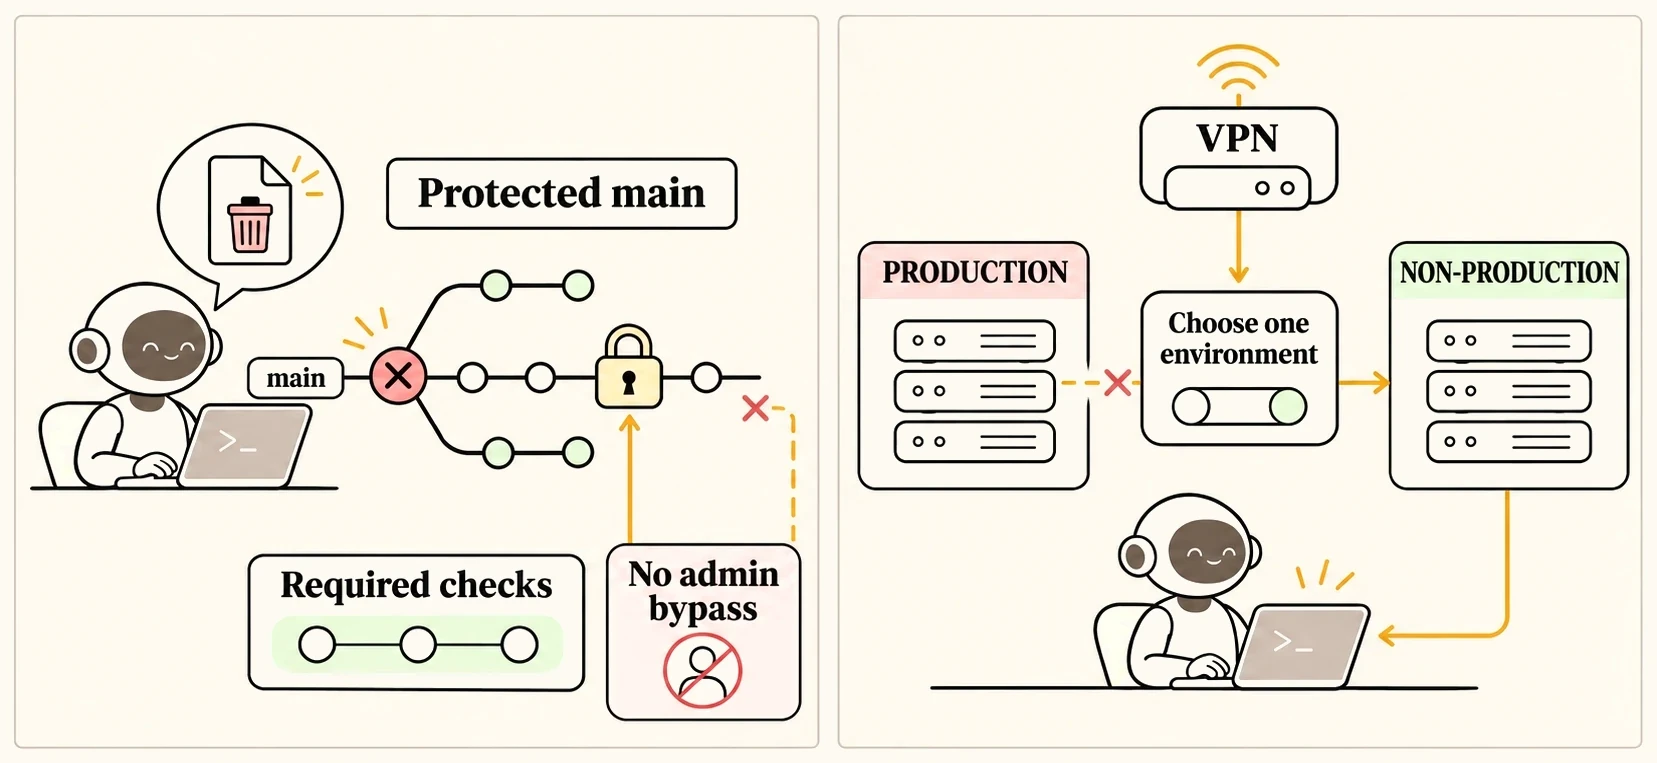 Protected main
main
>_
Required checks
No admin
bypass
VPN
PRODUCTION
Choose one
environment
NON-PRODUCTION
>_